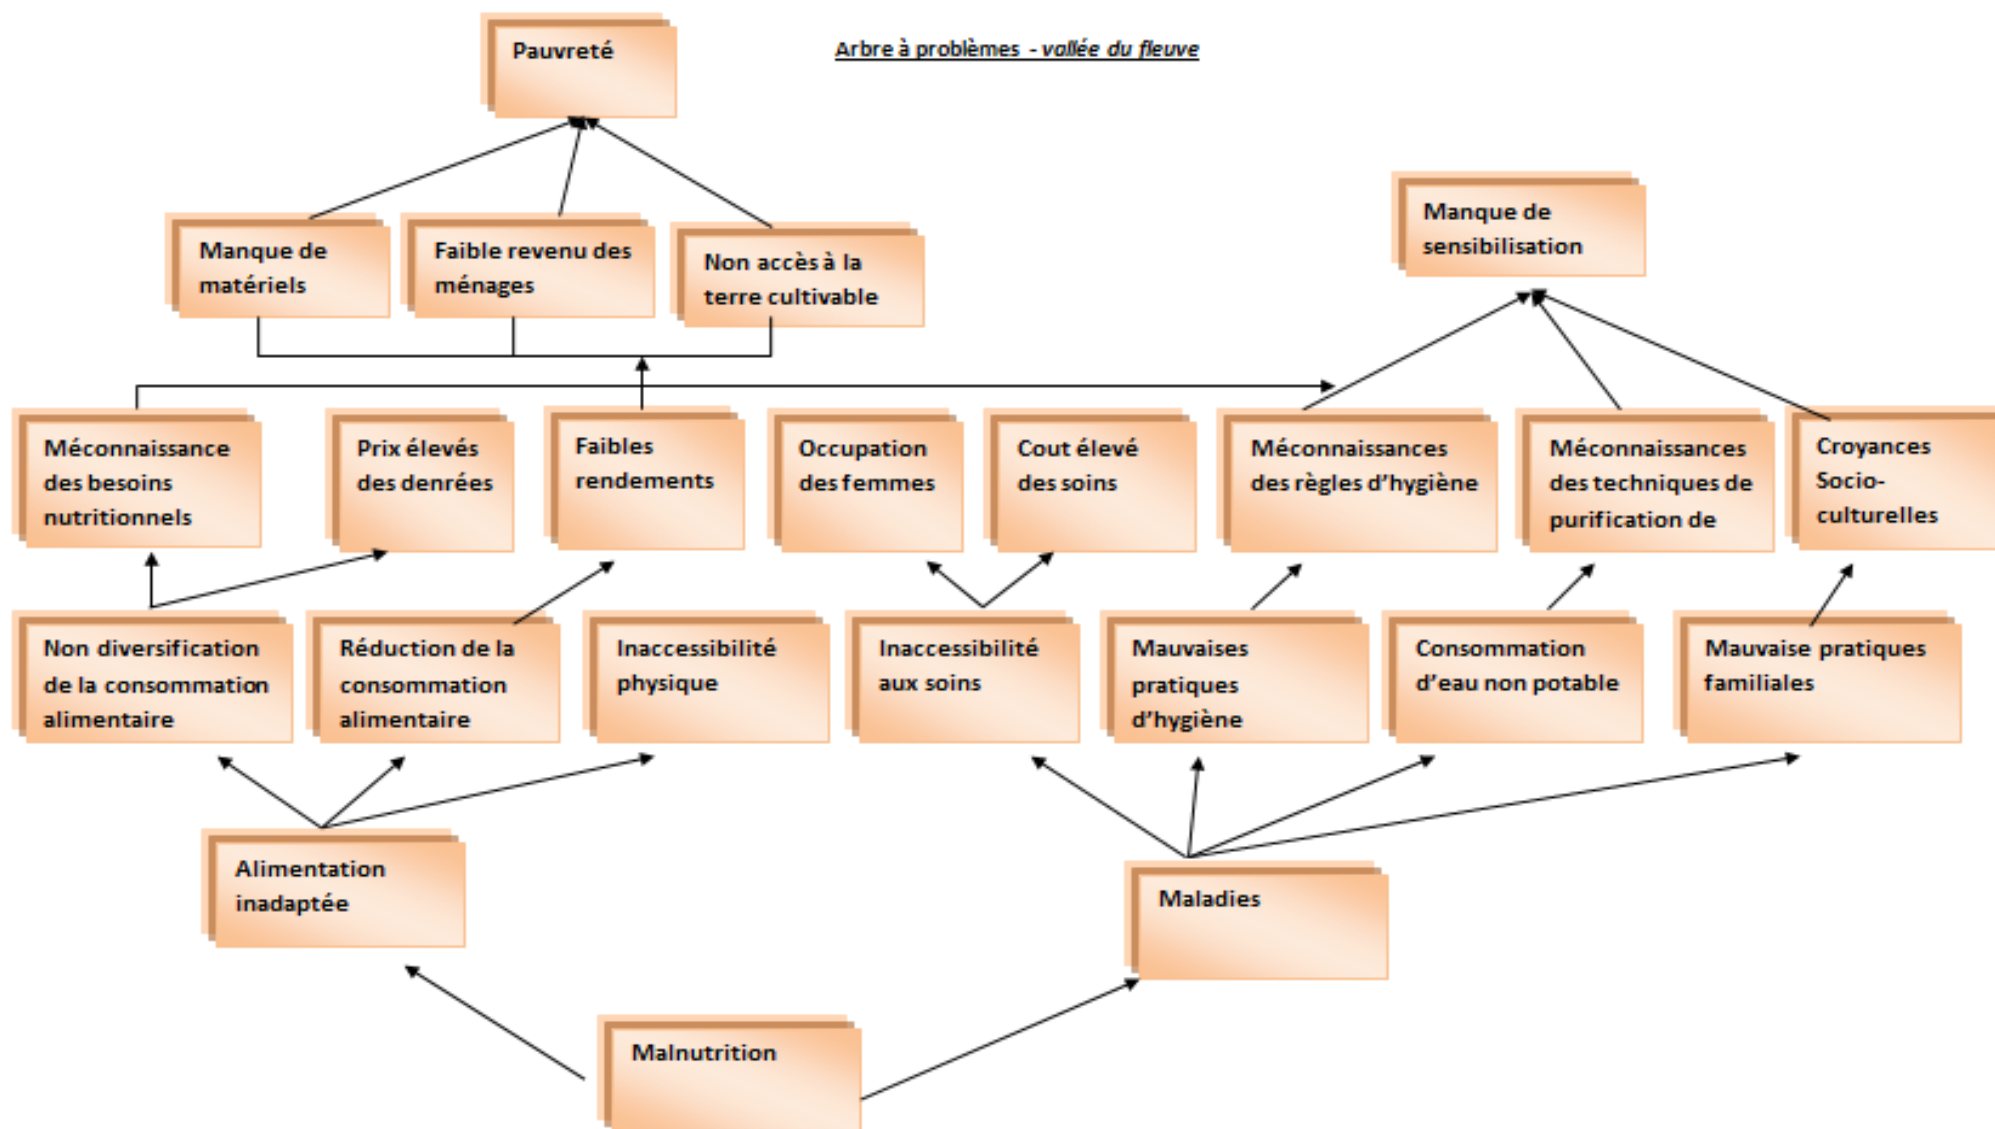 Pauvreté
Arbre à problèmes - vallée du fleuve
Manque de
matériels
Faible revenu des
ménages
Non accès à la
terre cultivable
Manque de
sensibilisation
Méconnaissance
des besoins
nutritionnels
Prix élevés
des denrées
Faibles
rendements
Occupation
des femmes
Cout élevé
des soins
Méconnaissances
des règles d'hygiène
Méconnaissances
des techniques de
purification de
Croyances
Socio-
culturelles
Non diversification
de la consommation
alimentaire
Réduction de la
consommation
alimentaire
Inaccessibilité
physique
Inaccessibilité
aux soins
Mauvaises
pratiques
d'hygiène
Consommation
d'eau non potable
Mauvaise pratiques
familiales
Alimentation
inadaptée
Maladies
Malnutrition